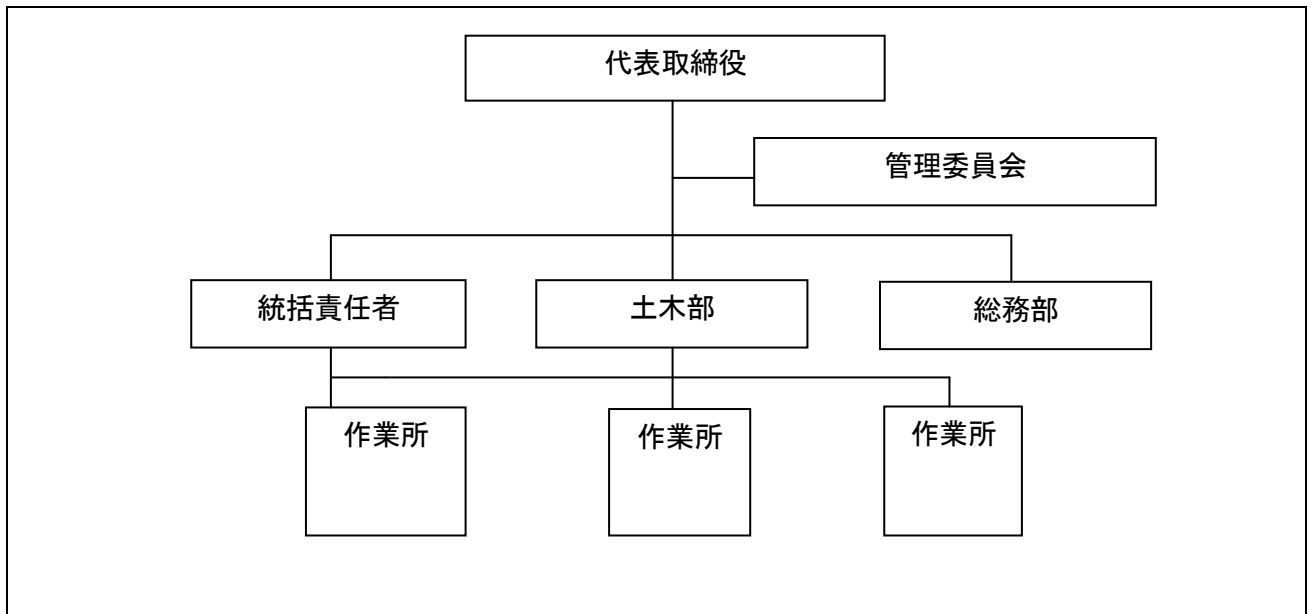 代表取締役
管理委員会
統括責任者
土木部
総務部
作業所
作業所
作業所